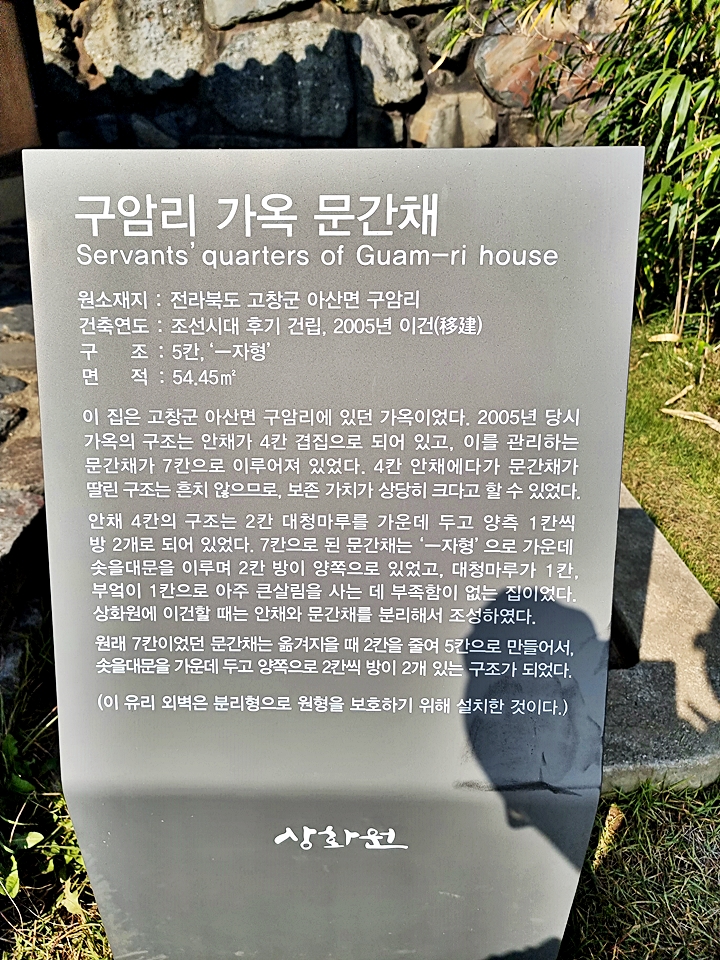 구암리 가옥 문간채
Servants' quarters of Guam-ri house
원소재지 : 전라북도 고창군 아산면 구암리
건축연도 : 조선시대 후기 건립, 2005년 이건(移建)
구 조 : 5칸, '一자형'
면 적 : 54.45㎡
이 집은 고창군 아산면 구암리에 있던 가옥이었다. 2005년 당시
가옥의 구조는 안채가 4칸 겹집으로 되어 있고, 이를 관리하는
문간채가 7칸으로 이루어져 있었다. 4칸 안채에다가 문간채가
딸린 구조는 흔치 않으므로, 보존 가치가 상당히 크다고 할 수 있었다.
안채 4칸의 구조는 2칸 대청마루를 가운데 두고 양측 1칸씩
방 2개로 되어 있었다. 7칸으로 된 문간채는 '一자형' 으로 가운데
솟을대문을 이루며 2칸 방이 양쪽으로 있었고, 대청마루가 1칸,
부엌이 1칸으로 아주 큰살림을 사는 데 부족함이 없는 집이었다.
상화원에 이건할 때는 안채와 문간채를 분리해서 조성하였다.
원래 7칸이었던 문간채는 옮겨지을 때 2칸을 줄여 5칸으로 만들어서,
솟을대문을 가운데 두고 양쪽으로 2칸씩 방이 2개 있는 구조가 되었다.
(이 유리 외벽은 분리형으로 원형을 보호하기 위해 설치한 것이다.)
상화원